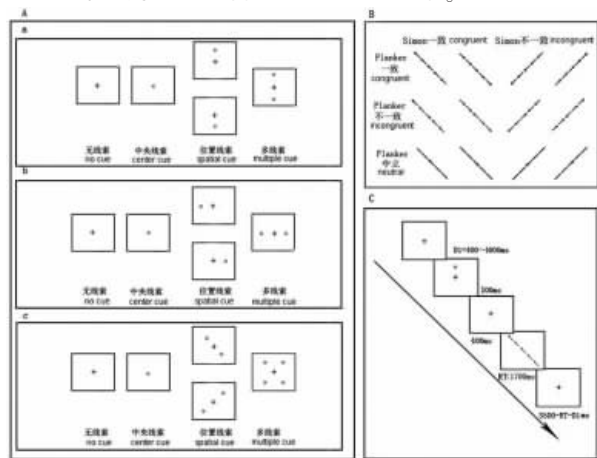 A
a
无线索 中央线索 位置线索 多线索
no cue center cue spatial cue multiple cue
b
无线索 中央线索 位置线索 多线索
no cue center cue spatial cue multiple cue
c
无线索 中央线索 位置线索 多线索
no cue center cue spatial cue multiple cue
B
Simon一致 congruent Simon不一致 incongruent
Flanker
一致
congruent
Flanker
不一致
incongruent
Flanker
中立
neutral
C
500ms
400ms
RT<1700ms